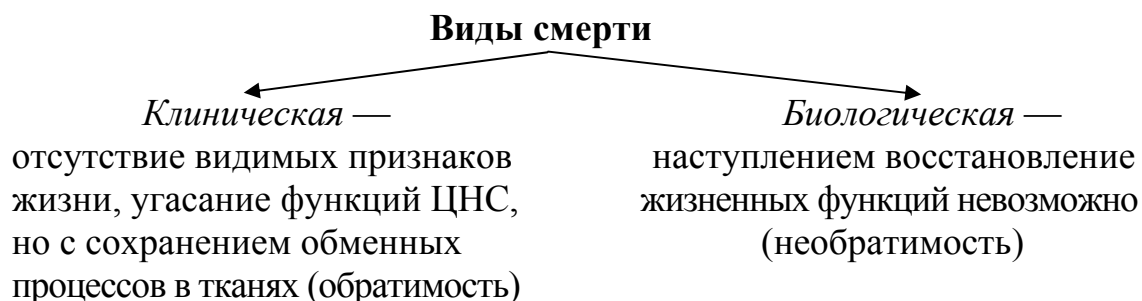 Виды смерти
Клиническая —
отсутствие видимых признаков
жизни, угасание функций ЦНС,
но с сохранением обменных
процессов в тканях (обратимость)
Биологическая —
наступлением восстановление
жизненных функций невозможно
(необратимость)